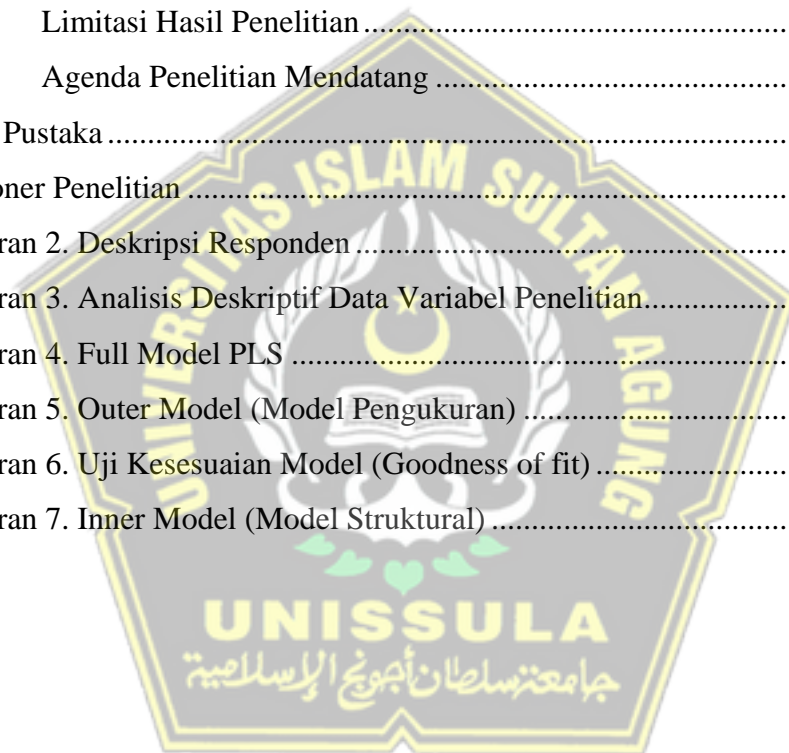 Limitasi Hasil Penelitian ..........................................................
Agenda Penelitian Mendatang .................................................
Pustaka ..........................................................................................
oner Penelitian ................................................................................
ran 2. Deskripsi Responden ..........................................................
ran 3. Analisis Deskriptif Data Variabel Penelitian ......................
ran 4. Full Model PLS ...................................................................
ran 5. Outer Model (Model Pengukuran) ....................................
ran 6. Uji Kesesuaian Model (Goodness of fit) ...........................
ran 7. Inner Model (Model Struktural) ........................................
UNIVERSITAS ISLAM SULTAN AGUNG
UNISSULA
جامعة سلطان أجونج الإسلامية